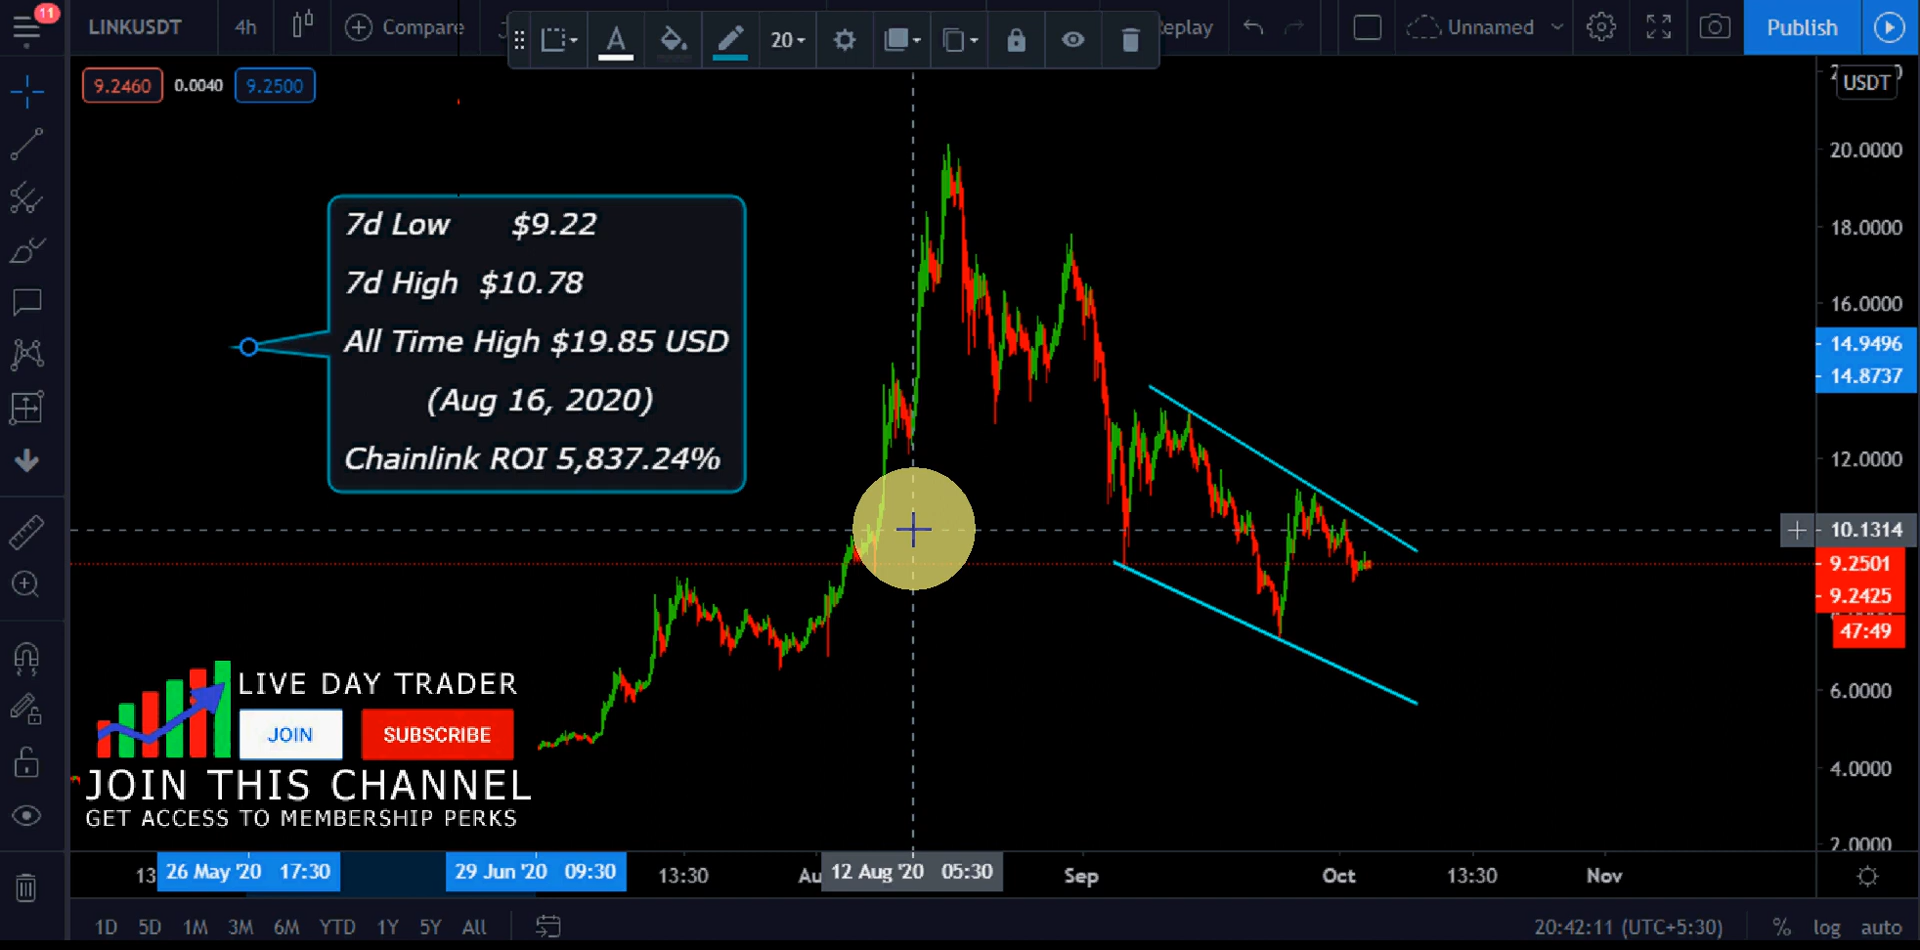 11
LINKUSDT
4h
Compare
20
eplay
Unnamed
Publish
9.2460
0.0040
9.2500
USDT
7d Low $9.22
7d High $10.78
All Time High $19.85 USD
(Aug 16, 2020)
Chainlink ROI 5,837.24%
20.0000
18.0000
16.0000
14.9496
14.8737
12.0000
10.1314
9.2501
9.2425
47:49
6.0000
4.0000
2.0000
LIVE DAY TRADER
JOIN
SUBSCRIBE
JOIN THIS CHANNEL
GET ACCESS TO MEMBERSHIP PERKS
13
26 May '20 17:30
29 Jun '20 09:30
13:30
Au
12 Aug '20 05:30
Sep
Oct
13:30
Nov
1D 5D 1M 3M 6M YTD 1Y 5Y All
20:42:11 (UTC+5:30)
% log auto